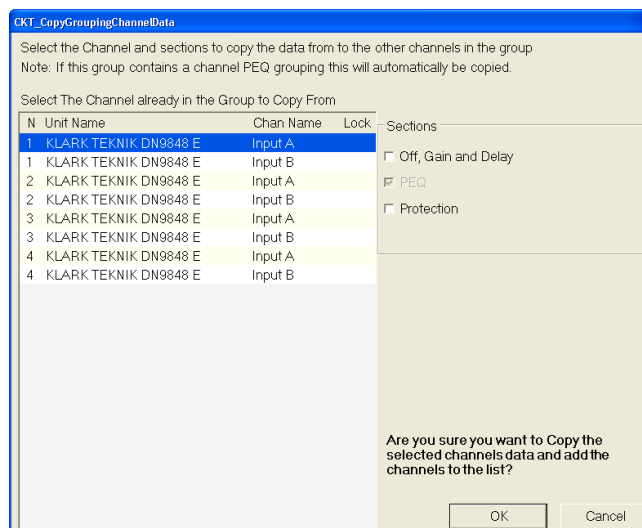 CKT_CopyGroupingChannelData
Select the Channel and sections to copy the data from to the other channels in the group
Note: If this group contains a channel PEQ grouping this will automatically be copied.
Select The Channel already in the Group to Copy From
N Unit Name Chan Name Lock
1 KLARK TEKNIK DN9848 E Input A
1 KLARK TEKNIK DN9848 E Input B
2 KLARK TEKNIK DN9848 E Input A
2 KLARK TEKNIK DN9848 E Input B
3 KLARK TEKNIK DN9848 E Input A
3 KLARK TEKNIK DN9848 E Input B
4 KLARK TEKNIK DN9848 E Input A
4 KLARK TEKNIK DN9848 E Input B
Sections
Off, Gain and Delay
PEQ
Protection
Are you sure you want to Copy the
selected channels data and add the
channels to the list?
OK Cancel